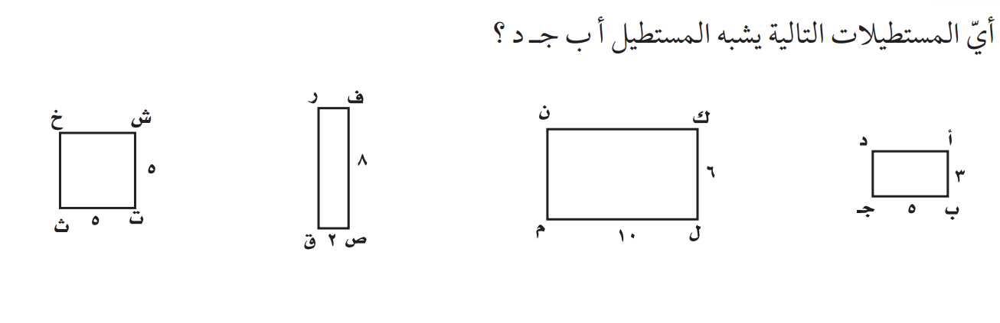 أيّ المستطيلات التالية يشبه المستطيل أ ب جـ د ؟
أ د
٣
ب ٥ جـ
ك ن
٦
ل ١٠ م
ف ر
٨
ص ٢ ق
ش خ
٥
ت ٥ ث